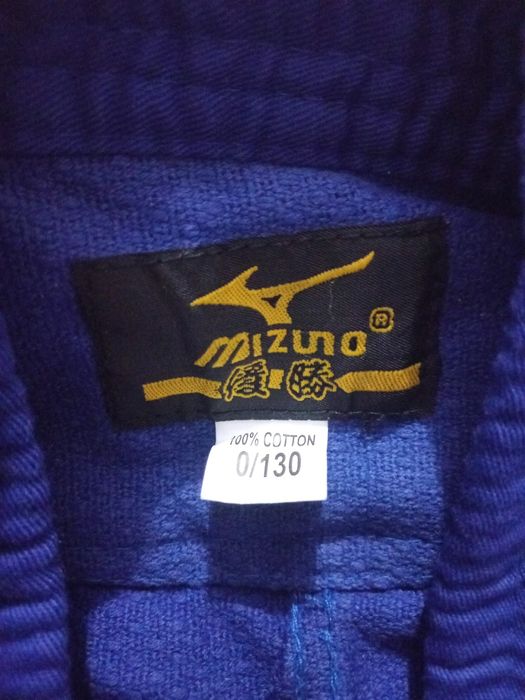 MIZUNO ®
優勝
100% COTTON
0/130